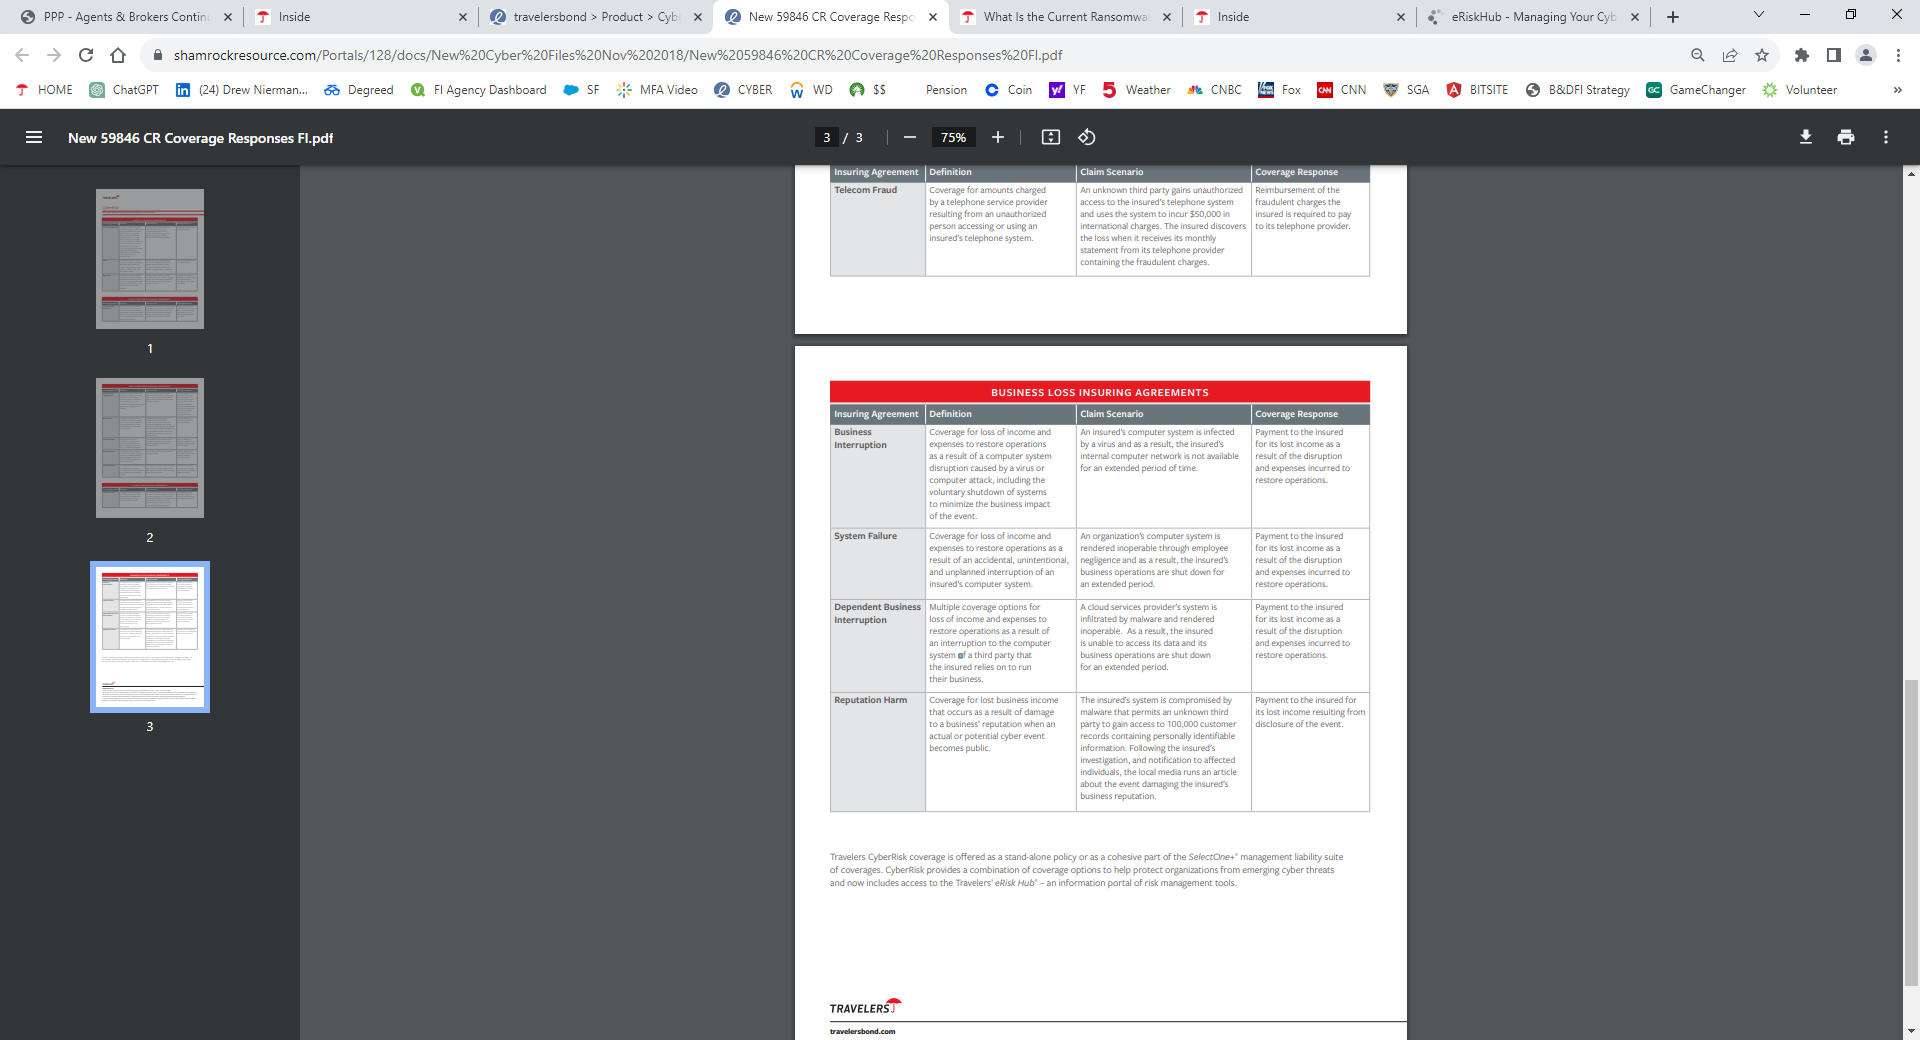 PPP - Agents & Brokers Contin
Inside
travelersbond > Product > Cyb
New 59846 CR Coverage Respo
What Is the Current Ransomwa
Inside
eRiskHub - Managing Your Cyb
shamrockresource.com/Portals/128/docs/New%20Cyber%20Files%20Nov%202018/New%2059846%20CR%20Coverage%20Responses%20FI.pdf
HOME ChatGPT (24) Drew Nierman... Degreed FI Agency Dashboard SF MFA Video CYBER WD $$ Pension Coin YF Weather CNBC Fox CNN SGA BITSITE B&DFI Strategy GameChanger Volunteer »
New 59846 CR Coverage Responses FI.pdf
3 / 3
75%
1
2
3
Insuring Agreement Definition Claim Scenario Coverage Response
Telecom Fraud
Coverage for amounts charged
by a telephone service provider
resulting from an unauthorized
person accessing or using an
insured's telephone system.
An unknown third party gains unauthorized
access to the insured's telephone system
and uses the system to incur $50,000 in
international charges. The insured discovers
the loss when it receives its monthly
statement from its telephone provider
containing the fraudulent charges.
Reimbursement of the
fraudulent charges the
insured is required to pay
to its telephone provider.
BUSINESS LOSS INSURING AGREEMENTS
Insuring Agreement Definition Claim Scenario Coverage Response
Business
Interruption
Coverage for loss of income and
expenses to restore operations
as a result of a computer system
disruption caused by a virus or
computer attack, including the
voluntary shutdown of systems
to minimize the business impact
of the event.
An insured's computer system is infected
by a virus and as a result, the insured's
internal computer network is not available
for an extended period of time.
Payment to the insured
for its lost income as a
result of the disruption
and expenses incurred to
restore operations.
System Failure
Coverage for loss of income and
expenses to restore operations as a
result of an accidental, unintentional,
and unplanned interruption of an
insured's computer system.
An organization's computer system is
rendered inoperable through employee
negligence and as a result, the insured's
business operations are shut down for
an extended period.
Payment to the insured
for its lost income as a
result of the disruption
and expenses incurred to
restore operations.
Dependent Business
Interruption
Multiple coverage options for
loss of income and expenses to
restore operations as a result of
an interruption to the computer
system of a third party that
the insured relies on to run
their business.
A cloud services provider's system is
infiltrated by malware and rendered
inoperable. As a result, the insured
is unable to access its data and its
business operations are shut down
for an extended period.
Payment to the insured
for its lost income as a
result of the disruption
and expenses incurred to
restore operations.
Reputation Harm
Coverage for lost business income
that occurs as a result of damage
to a business' reputation when an
actual or potential cyber event
becomes public.
The insured's system is compromised by
malware that permits an unknown third
party to gain access to 100,000 customer
records containing personally identifiable
information. Following the insured's
investigation, and notification to affected
individuals, the local media runs an article
about the event damaging the insured's
business reputation.
Payment to the insured for
its lost income resulting from
disclosure of the event.
Travelers CyberRisk coverage is offered as a stand-alone policy or as a cohesive part of the SelectOne+® management liability suite
of coverages. CyberRisk provides a combination of coverage options to help protect organizations from emerging cyber threats
and now includes access to the Travelers' eRisk Hub® – an information portal of risk management tools.
TRAVELERS
travelersbond.com